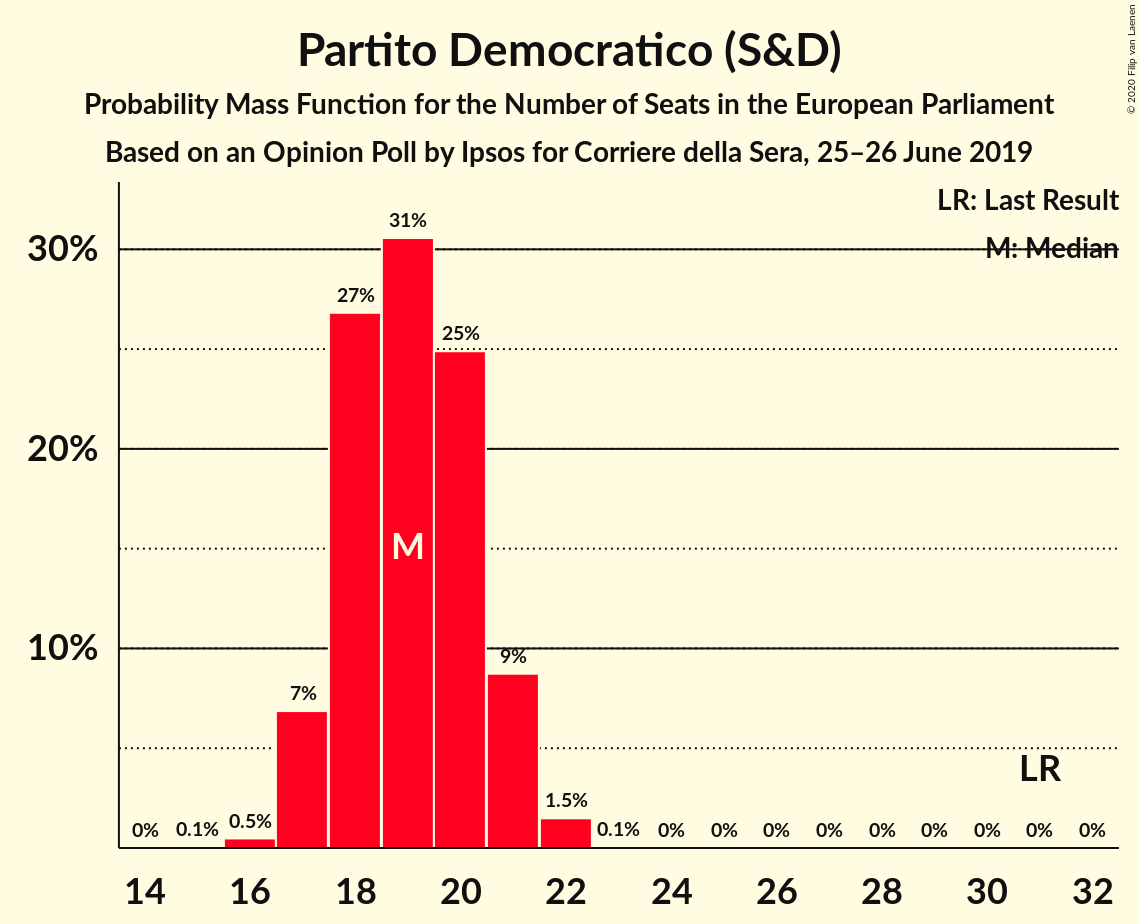 Partito Democratico (S&D)
Probability Mass Function for the Number of Seats in the European Parliament
Based on an Opinion Poll by Ipsos for Corriere della Sera, 25–26 June 2019
© 2020 Filip van Laenen
LR: Last Result
M: Median
30%
20%
10%
0% 0.1% 0.5% 7% 27% 31% 25% 9% 1.5% 0.1% 0% 0% 0% 0% 0% 0% 0% 0% 0%
M
LR
14 16 18 20 22 24 26 28 30 32